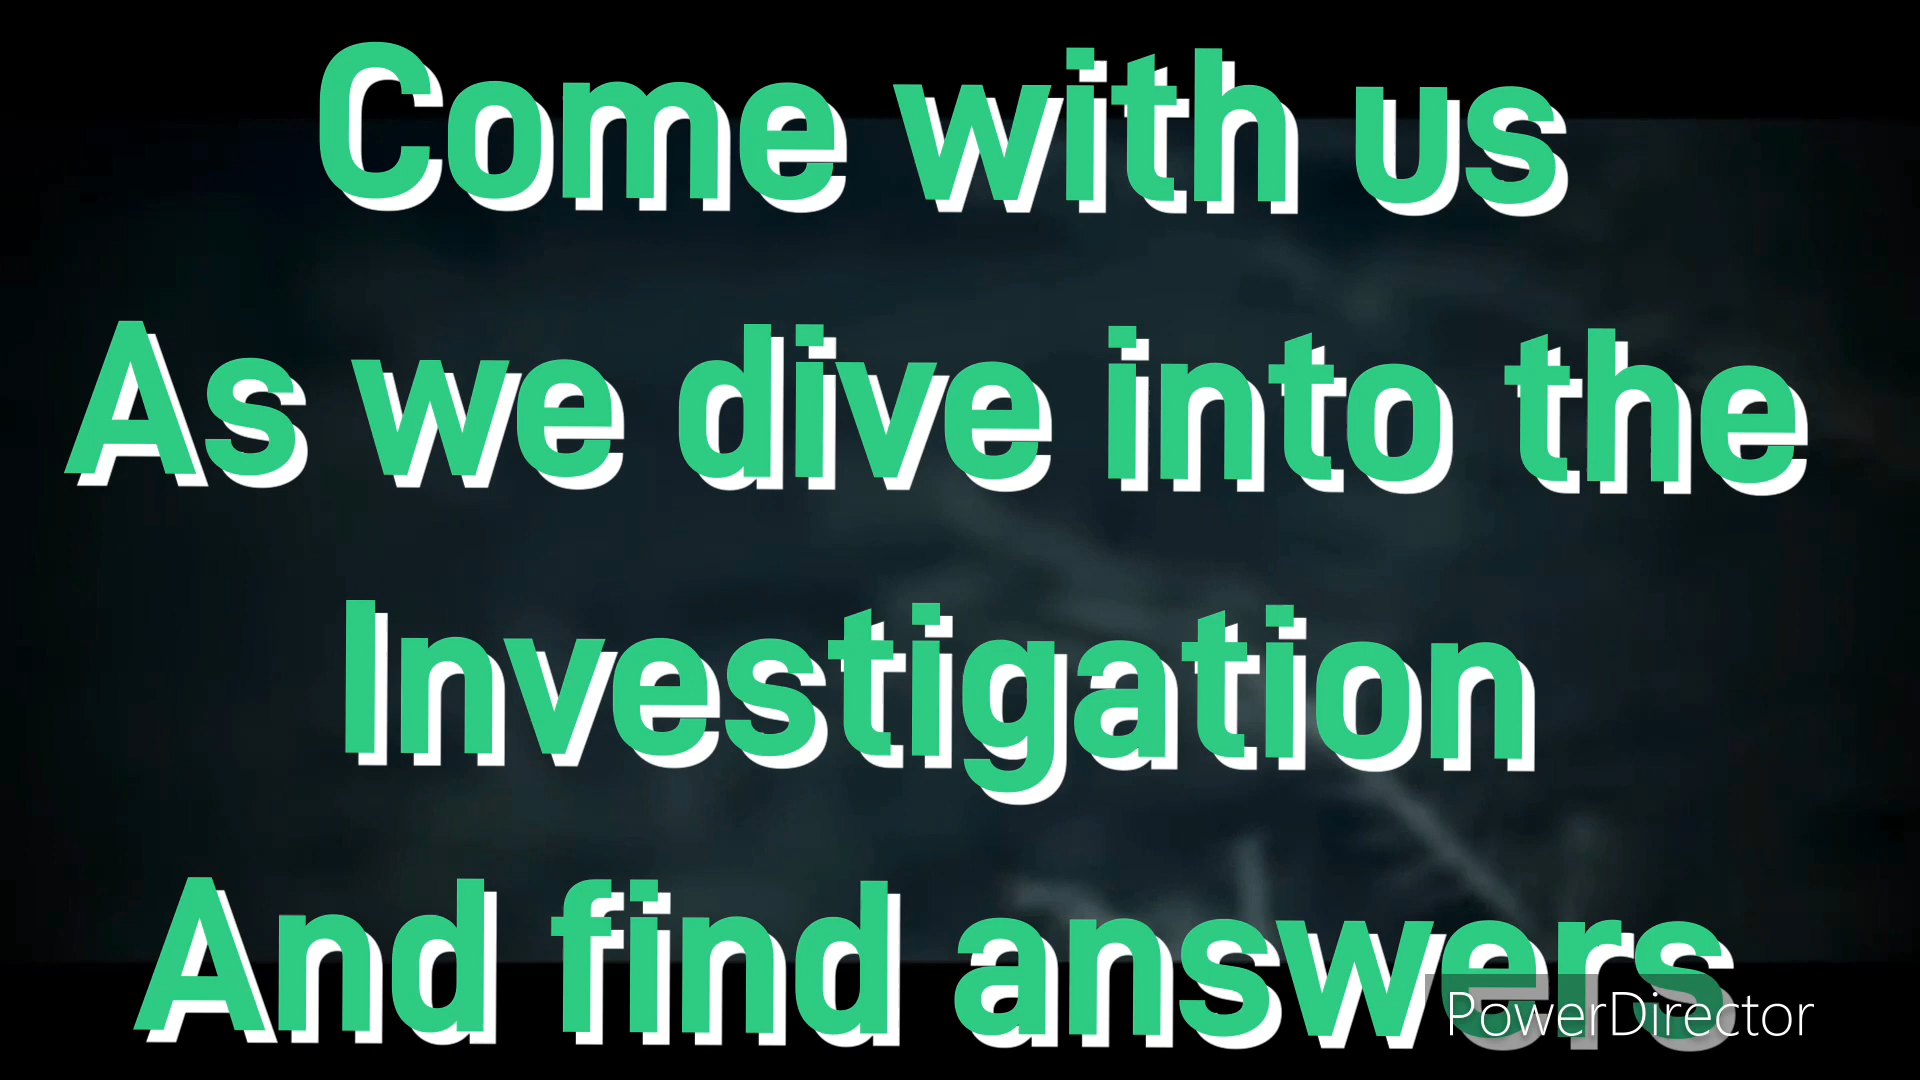 Come with us
As we dive into the
Investigation
And find answers
PowerDirector